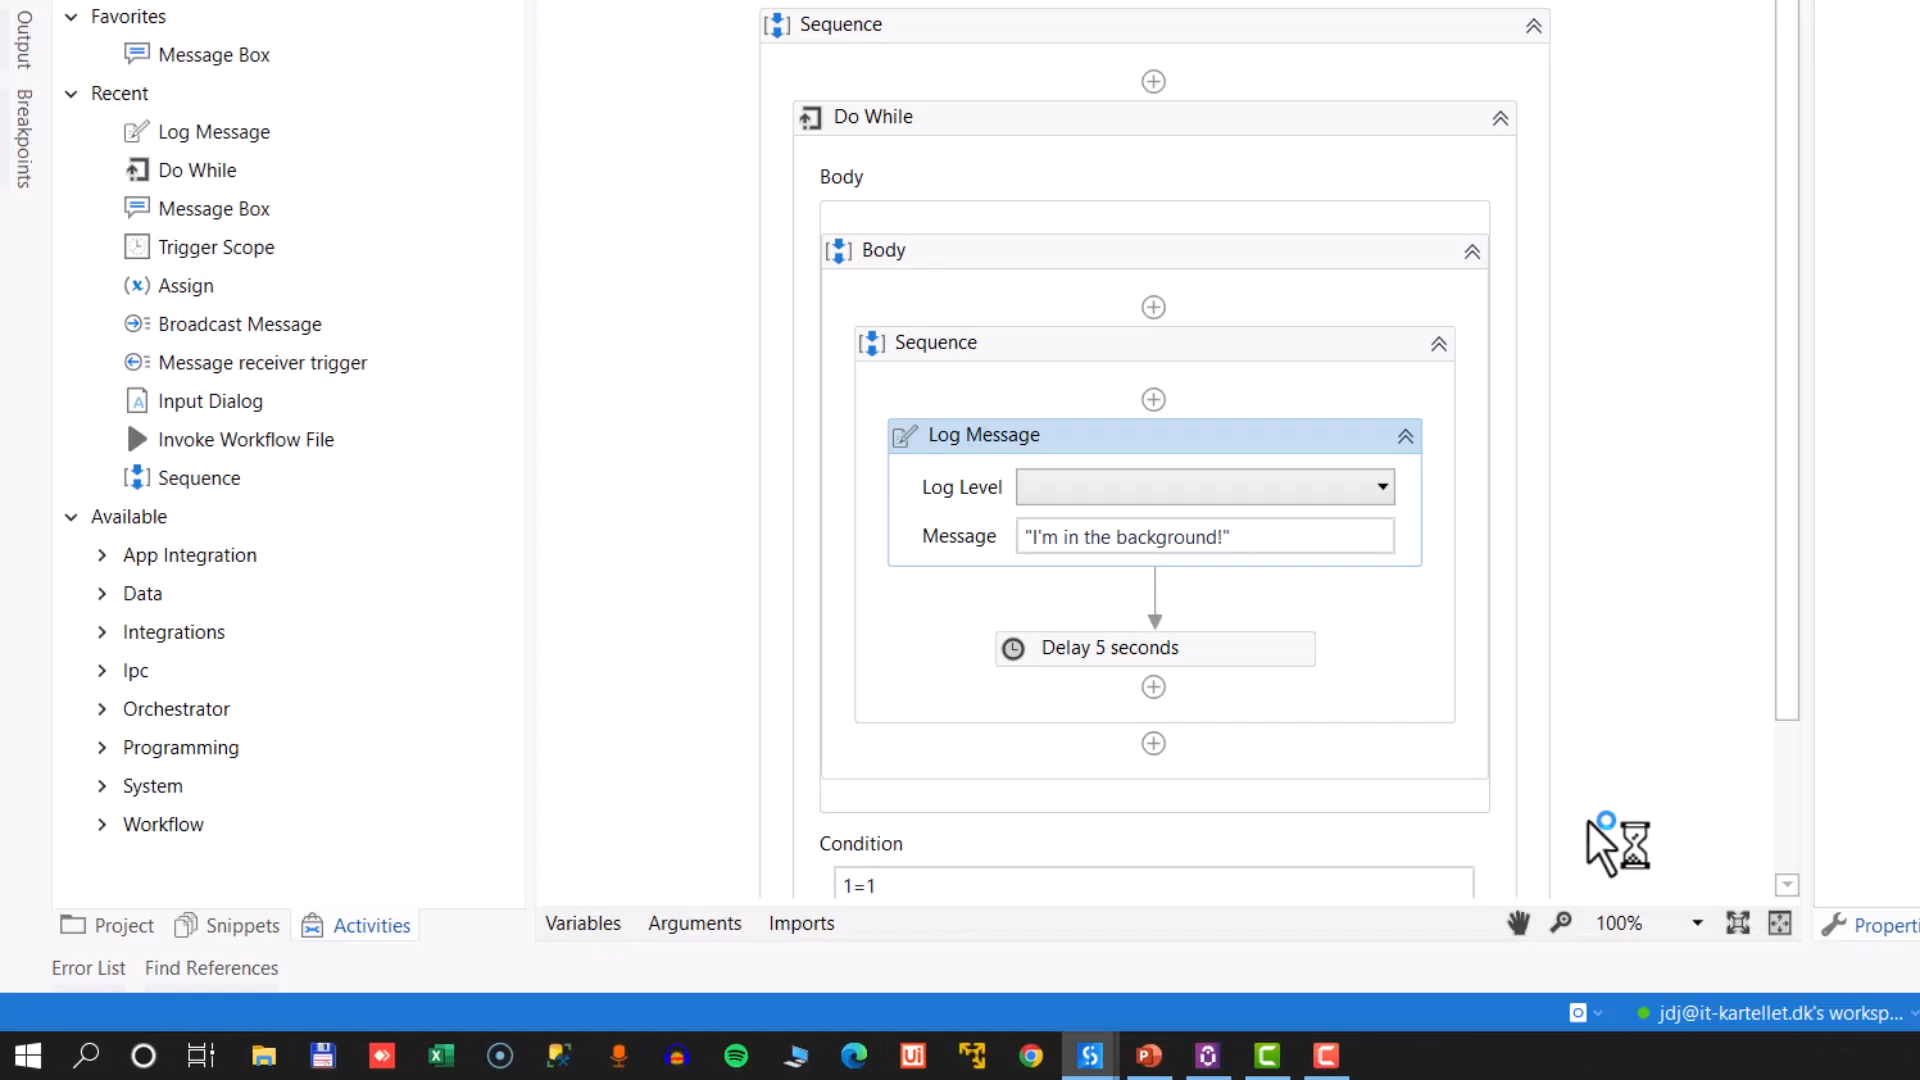 Output
Breakpoints
Favorites
Message Box
Recent
Log Message
Do While
Message Box
Trigger Scope
Assign
Broadcast Message
Message receiver trigger
Input Dialog
Invoke Workflow File
Sequence
Available
App Integration
Data
Integrations
Ipc
Orchestrator
Programming
System
Workflow
Project
Snippets
Activities
Sequence
Do While
Body
Body
Sequence
Log Message
Log Level
Message "I'm in the background!"
Delay 5 seconds
Condition
1=1
Variables Arguments Imports
100%
Properti
Error List Find References
jdj@it-kartellet.dk's worksp...